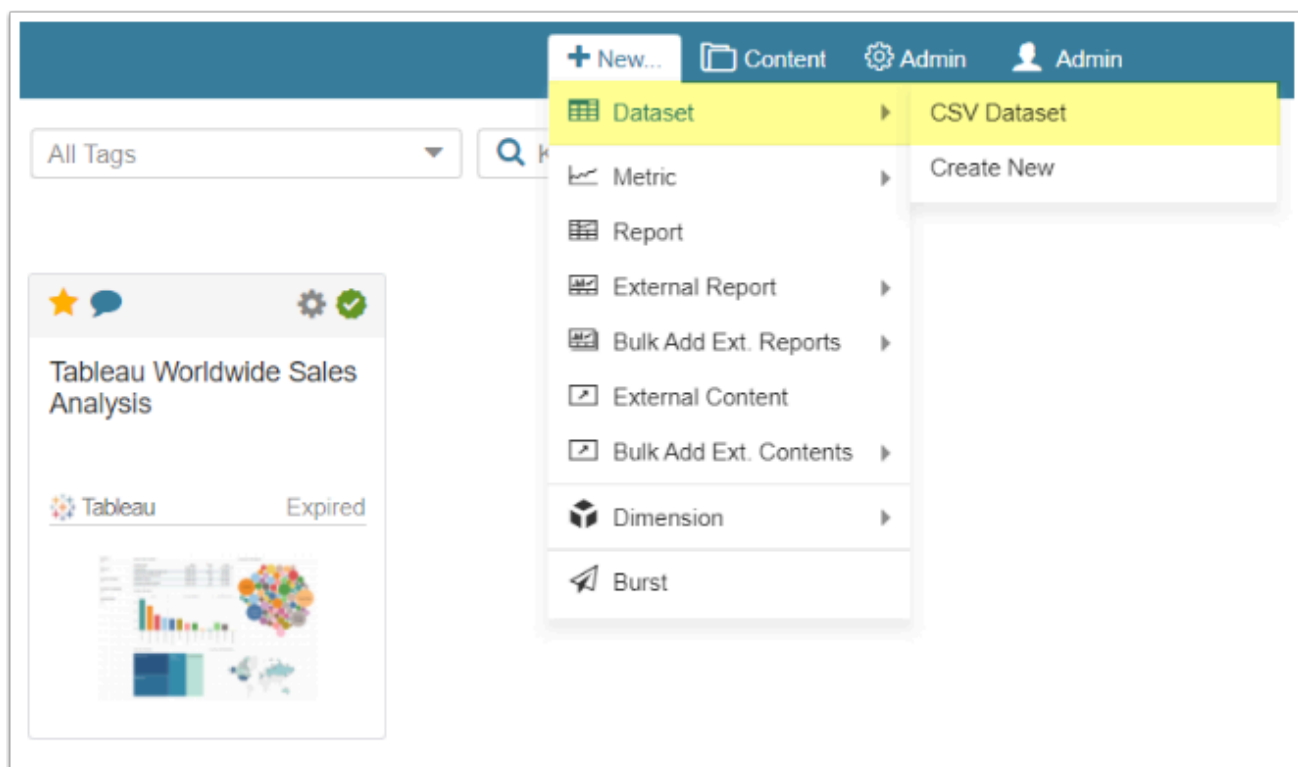 New... Content Admin Admin
All Tags
Dataset
CSV Dataset
Create New
Metric
Report
External Report
Bulk Add Ext. Reports
External Content
Bulk Add Ext. Contents
Dimension
Burst
Tableau Worldwide Sales
Analysis
Tableau Expired